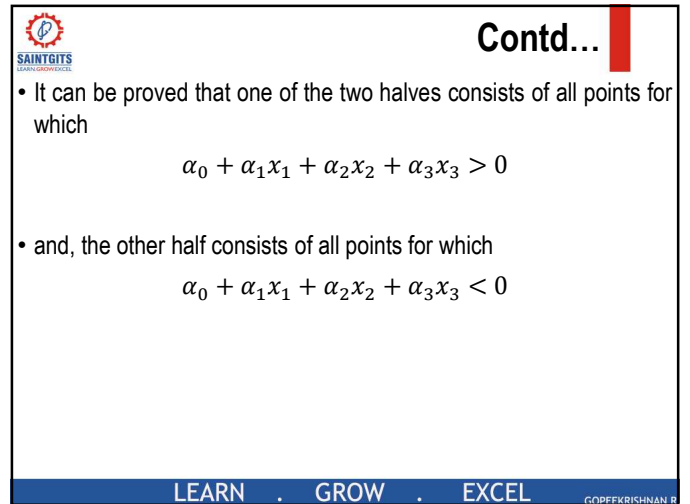 SAINTGITS
LEARN.GROW.EXCEL
Contd…
• It can be proved that one of the two halves consists of all points for
which
α₀ + α₁x₁ + α₂x₂ + α₃x₃ > 0
• and, the other half consists of all points for which
α₀ + α₁x₁ + α₂x₂ + α₃x₃ < 0
LEARN . GROW . EXCEL
GOPEEKRISHNAN R